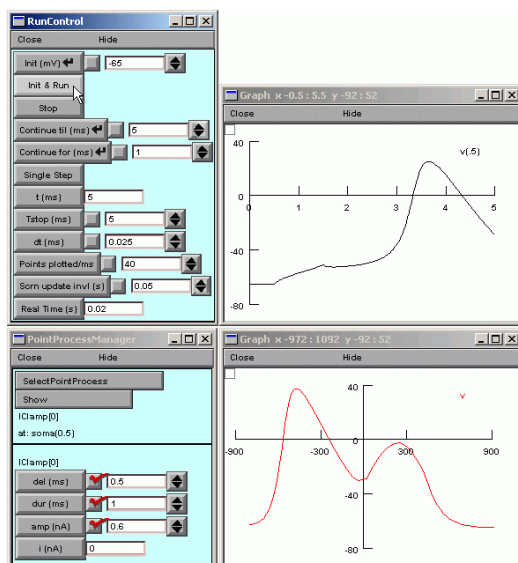 RunControl
Close Hide
Init (mV) -65
Init & Run
Stop
Continue til (ms) 5
Continue for (ms) 1
Single Step
t (ms) 5
Tstop (ms) 5
dt (ms) 0.025
Points plotted/ms 40
Scrn update invl (s) 0.05
Real Time (s) 0.02
Graph x -0.5 : 5.5 y -92 : 52
Close Hide
40
v(.5)
0 0 1 2 3 4 5
-40
-80
PointProcessManager
Close Hide
SelectPointProcess
Show
IClamp[0]
at: soma(0.5)
IClamp[0]
del (ms) 0.5
dur (ms) 1
amp (nA) 0.6
i (nA) 0
Graph x -972 : 1092 y -92 : 52
Close Hide
40
v
-900 -300 0 300 900
-40
-80